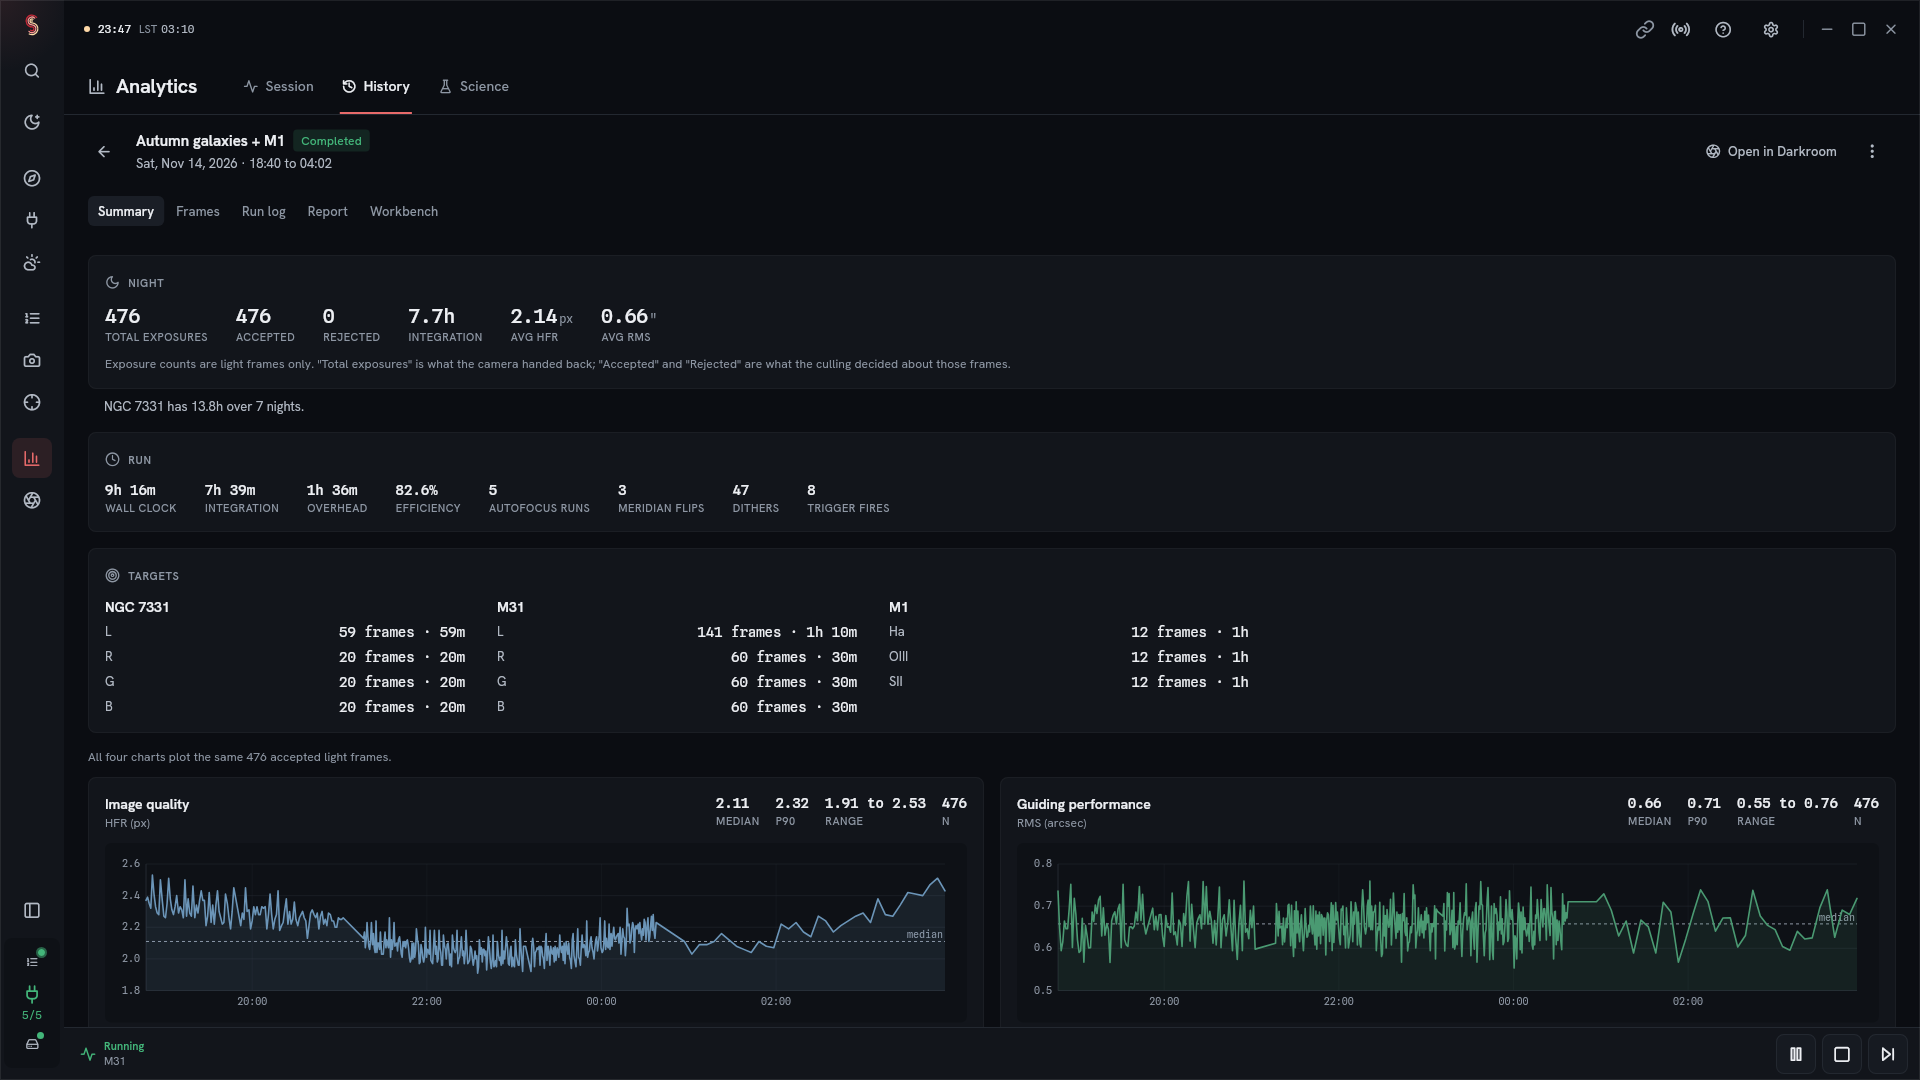 23:47 LST 03:10
Analytics
Session
History
Science
Autumn galaxies + M1 Completed
Sat, Nov 14, 2026 · 18:40 to 04:02
Open in Darkroom
Summary
Frames
Run log
Report
Workbench
NIGHT
476 476 0 7.7h 2.14px 0.66"
TOTAL EXPOSURES ACCEPTED REJECTED INTEGRATION AVG HFR AVG RMS
Exposure counts are light frames only. "Total exposures" is what the camera handed back; "Accepted" and "Rejected" are what the culling decided about those frames.
NGC 7331 has 13.8h over 7 nights.
RUN
9h 16m 7h 39m 1h 36m 82.6% 5 3 47 8
WALL CLOCK INTEGRATION OVERHEAD EFFICIENCY AUTOFOCUS RUNS MERIDIAN FLIPS DITHERS TRIGGER FIRES
TARGETS
NGC 7331
L 59 frames · 59m
R 20 frames · 20m
G 20 frames · 20m
B 20 frames · 20m
M31
L 141 frames · 1h 10m
R 60 frames · 30m
G 60 frames · 30m
B 60 frames · 30m
M1
Ha 12 frames · 1h
OIII 12 frames · 1h
SII 12 frames · 1h
All four charts plot the same 476 accepted light frames.
Image quality
HFR (px)
2.11 2.32 1.91 to 2.53 476
MEDIAN P90 RANGE N
2.6
2.4
2.2
2.0
1.8
median
20:00 22:00 00:00 02:00
Guiding performance
RMS (arcsec)
0.66 0.71 0.55 to 0.76 476
MEDIAN P90 RANGE N
0.8
0.7
0.6
0.5
median
20:00 22:00 00:00 02:00
5/5
Running
M31